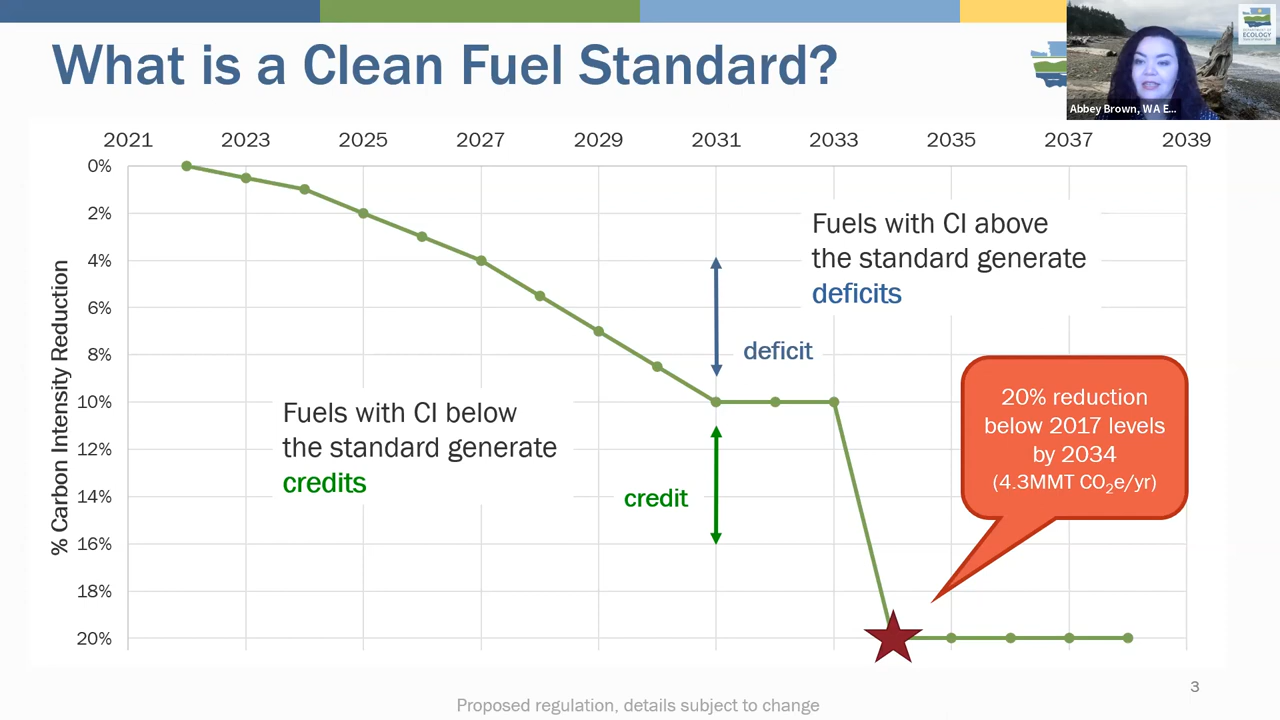 What is a Clean Fuel Standard?
ECOLOGY
Abbey Brown, WA E...
2021 2023 2025 2027 2029 2031 2033 2035 2037 2039
% Carbon Intensity Reduction
0%
2%
4%
6%
8%
10%
12%
14%
16%
18%
20%
Fuels with CI above
the standard generate
deficits
deficit
Fuels with CI below
the standard generate
credits
credit
20% reduction
below 2017 levels
by 2034
(4.3MMT CO₂e/yr)
3
Proposed regulation, details subject to change